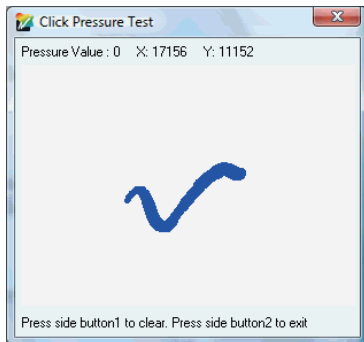 Click Pressure Test
Pressure Value : 0 X: 17156 Y: 11152
Press side button1 to clear. Press side button2 to exit